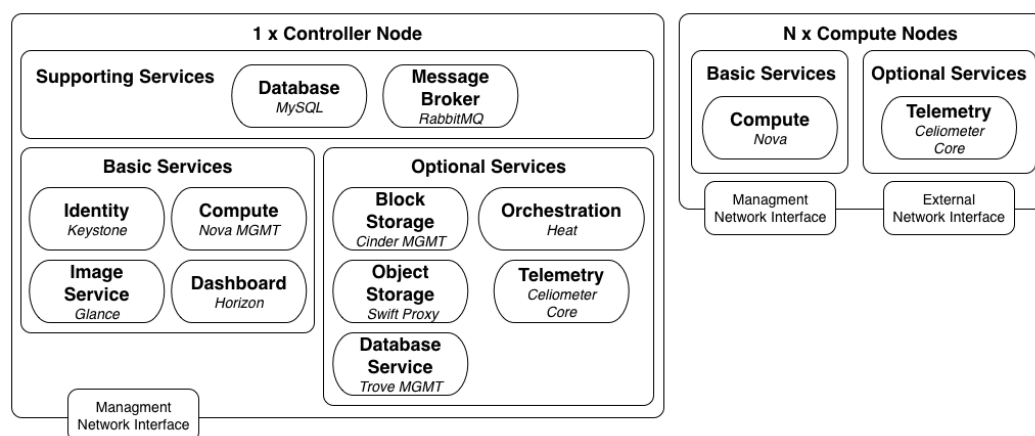 1 x Controller Node
Supporting Services
Database
MySQL
Message
Broker
RabbitMQ
Basic Services
Identity
Keystone
Compute
Nova MGMT
Image
Service
Glance
Dashboard
Horizon
Optional Services
Block
Storage
Cinder MGMT
Orchestration
Heat
Object
Storage
Swift Proxy
Telemetry
Celiometer
Core
Database
Service
Trove MGMT
Managment
Network Interface
N x Compute Nodes
Basic Services
Compute
Nova
Optional Services
Telemetry
Celiometer
Core
Managment
Network Interface
External
Network Interface